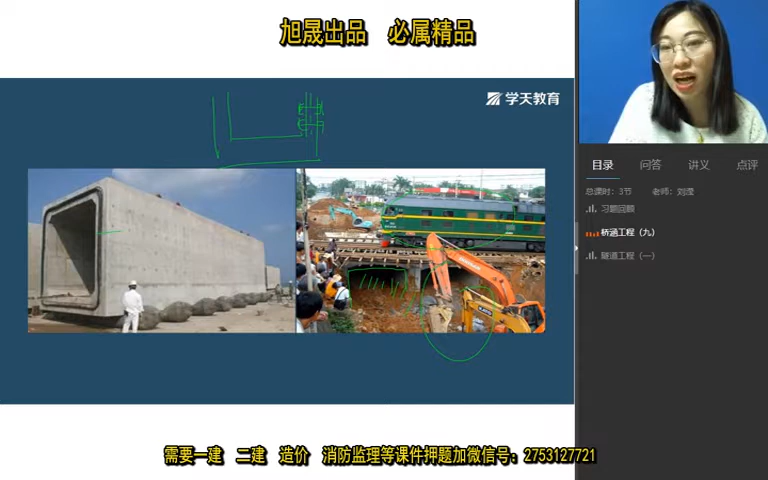 旭晟出品 必属精品
学天教育
目录 问答 讲义 点评
总课时：3节 老师：刘滢
习题回顾
桥涵工程（九）
隧道工程（一）
需要一建 二建 造价 消防监理等课件押题加微信号：2753127721